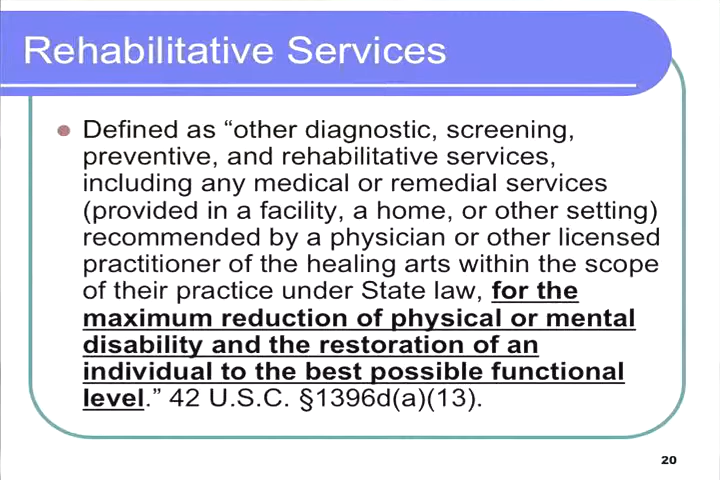 Rehabilitative Services
Defined as “other diagnostic, screening,
preventive, and rehabilitative services,
including any medical or remedial services
(provided in a facility, a home, or other setting)
recommended by a physician or other licensed
practitioner of the healing arts within the scope
of their practice under State law, for the
maximum reduction of physical or mental
disability and the restoration of an
individual to the best possible functional
level.” 42 U.S.C. §1396d(a)(13).
20